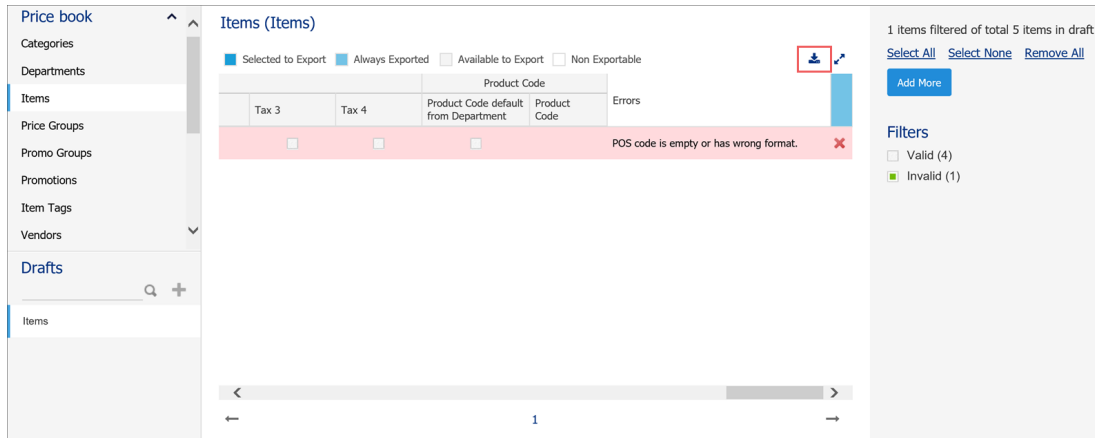 Price book
Categories
Departments
Items
Price Groups
Promo Groups
Promotions
Item Tags
Vendors
Drafts
Items
Items (Items)
Selected to Export Always Exported Available to Export Non Exportable
Product Code
Tax 3 Tax 4 Product Code default from Department Product Code Errors
POS code is empty or has wrong format.
1
1 items filtered of total 5 items in draft
Select All Select None Remove All
Add More
Filters
Valid (4)
Invalid (1)